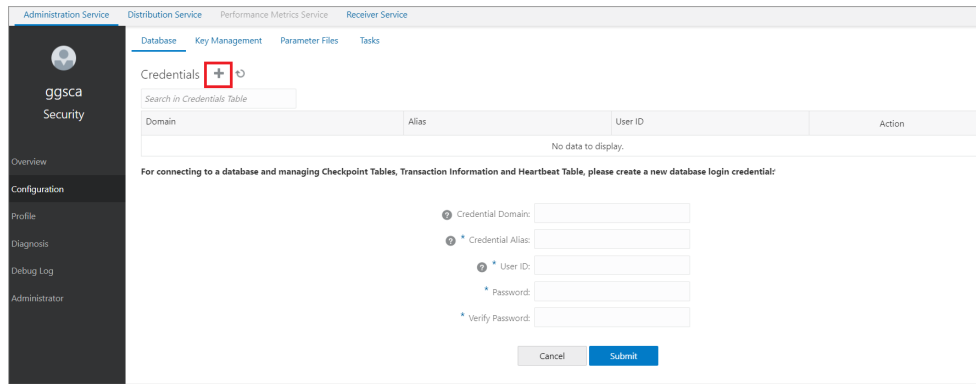 Administration Service Distribution Service Performance Metrics Service Receiver Service
Database Key Management Parameter Files Tasks
Credentials
ggsca
Security
Search in Credentials Table
Domain Alias User ID Action
No data to display.
Overview
For connecting to a database and managing Checkpoint Tables, Transaction Information and Heartbeat Table, please create a new database login credential:
Configuration
Profile
Diagnosis
Debug Log
Administrator
? Credential Domain:
? * Credential Alias:
? * User ID:
* Password:
* Verify Password:
Cancel Submit